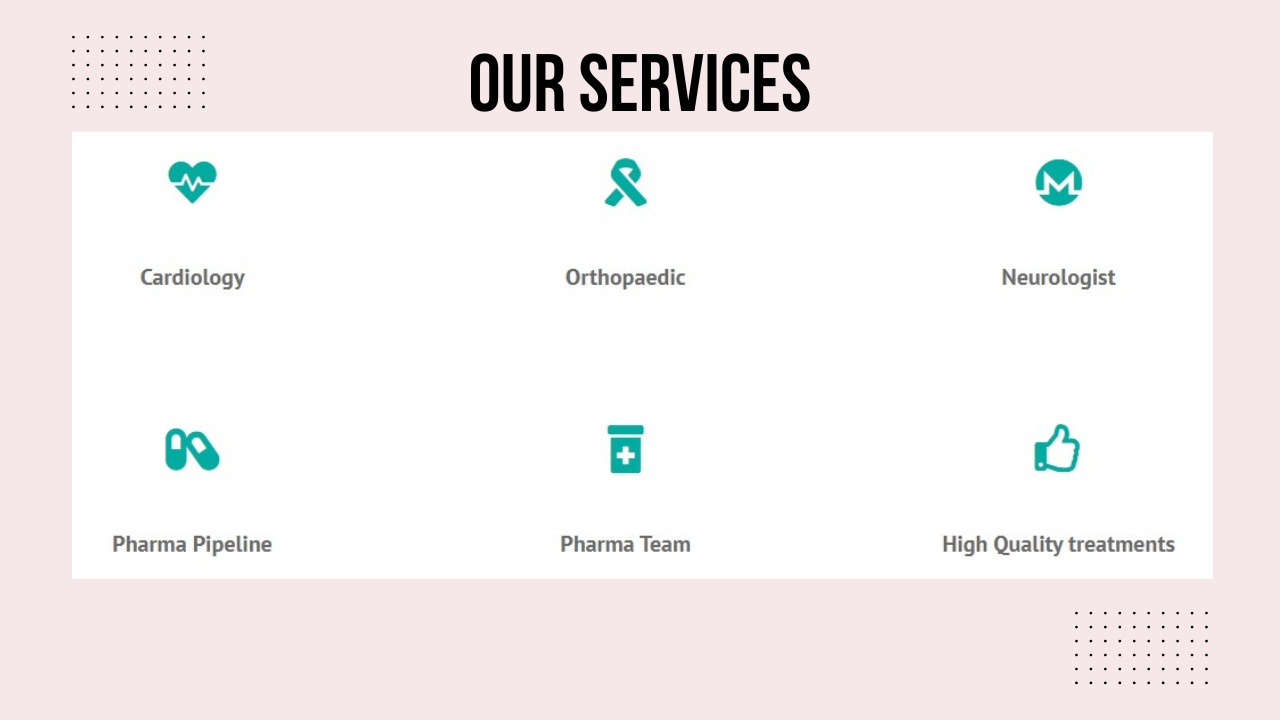 OUR SERVICES
Cardiology
Orthopaedic
Neurologist
Pharma Pipeline
Pharma Team
High Quality treatments